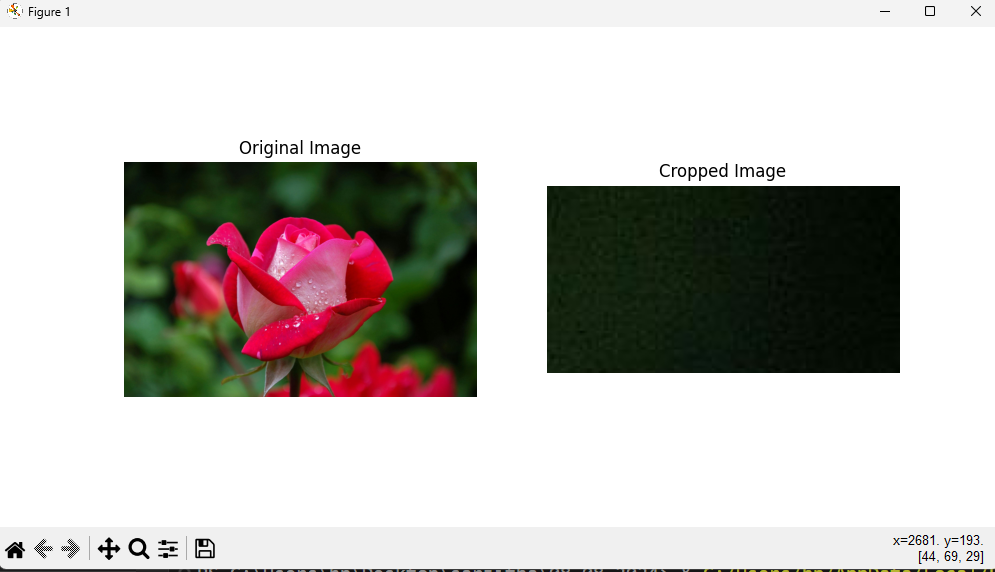 Figure 1
Original Image
Cropped Image
x=2681. y=193.
[44, 69, 29]